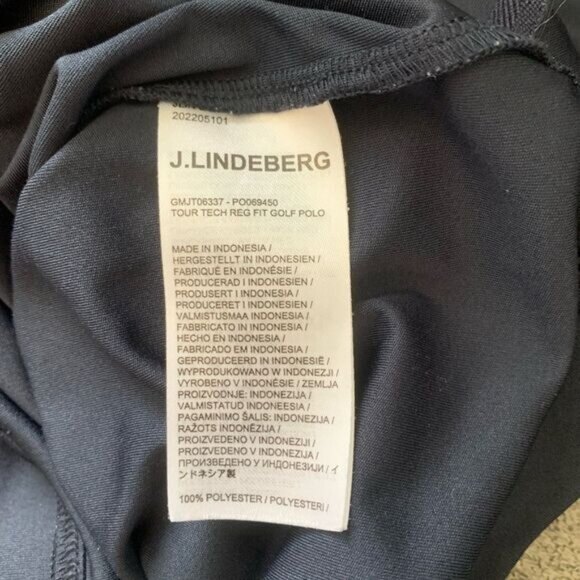 202205101
J.LINDEBERG
GMJT06337 - PO069450
TOUR TECH REG FIT GOLF POLO
MADE IN INDONESIA /
HERGESTELLT IN INDONESIEN /
FABRIQUÉ EN INDONÉSIE /
PRODUCERAD I INDONESIEN /
PRODUSERT I INDONESIA /
PRODUCERET I INDONESIEN /
VALMISTUSMAA INDONESIA /
FABBRICATO IN INDONESIA /
HECHO EN INDONESIA /
FABRICADO EM INDONESIA /
GEPRODUCEERD IN INDONESIË /
WYPRODUKOWANO W INDONEZJI /
VYROBENO V INDONÉSIE / ZEMLJA
PROIZVODNJE: INDONEZIJA /
VALMISTATUD INDONEESIA /
PAGAMINIMO ŠALIS: INDONEZIJA /
RAŽOTS INDONĒZIJA /
PROIZVEDENO V INDONEZIJI /
PROIZVEDENO V INDONEZIJA /
ПРОИЗВЕДЕНО У ИНДОНЕЗИЈИ / イ
ンドネシア製
100% POLYESTER / POLYESTERI /